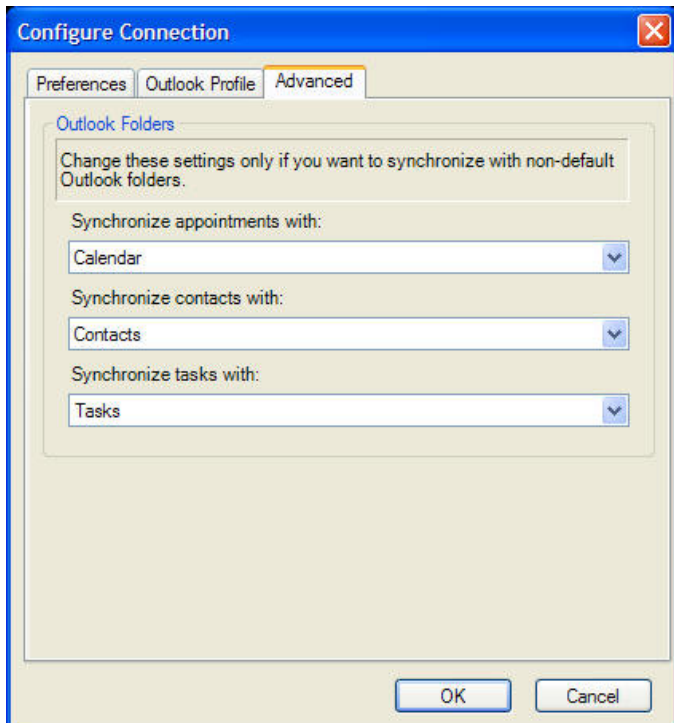 Configure Connection
Preferences Outlook Profile Advanced
Outlook Folders
Change these settings only if you want to synchronize with non-default
Outlook folders.
Synchronize appointments with:
Calendar
Synchronize contacts with:
Contacts
Synchronize tasks with:
Tasks
OK Cancel